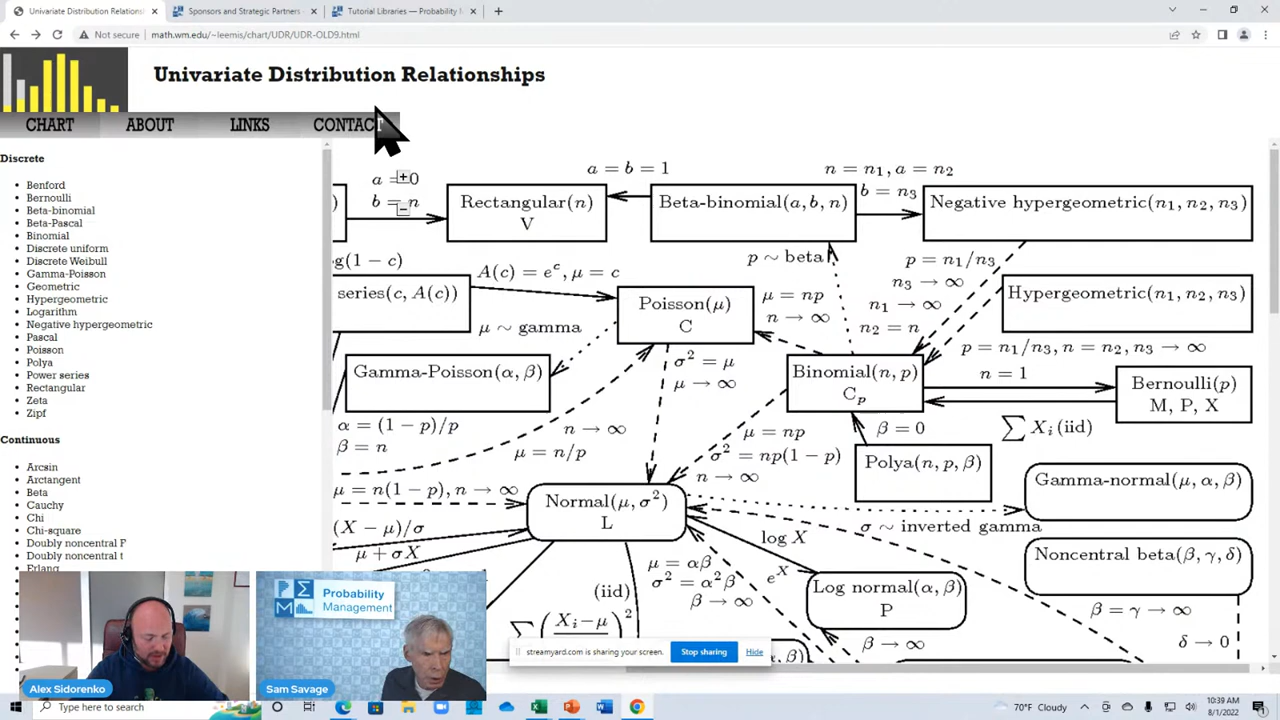 Univariate Distribution Relations
Sponsors and Strategic Partners
Tutorial Libraries — Probability M
Not secure
math.wm.edu/~leemis/chart/UDR/UDR-OLD9.html
Univariate Distribution Relationships
CHART
ABOUT
LINKS
CONTACT
Discrete
Benford
Bernoulli
Beta-binomial
Beta-Pascal
Binomial
Discrete uniform
Discrete Weibull
Gamma-Poisson
Geometric
Hypergeometric
Logarithm
Negative hypergeometric
Pascal
Poisson
Polya
Power series
Rectangular
Zeta
Zipf
Continuous
Arcsin
Arctangent
Beta
Cauchy
Chi
Chi-square
Doubly noncentral F
Doubly noncentral t
Erlang
a = 0
b = n
Rectangular(n)
V
a = b = 1
Beta-binomial(a, b, n)
n = n₁, a = n₂
b = n₃
Negative hypergeometric(n₁, n₂, n₃)
g(1 − c)
series(c, A(c))
A(c) = eᶜ, μ = c
Poisson(μ)
C
p ∼ beta
μ = np
n → ∞
p = n₁/n₃
n₃ → ∞
n₁ → ∞
n₂ = n
Hypergeometric(n₁, n₂, n₃)
p = n₁/n₃, n = n₂, n₃ → ∞
μ ∼ gamma
Gamma-Poisson(α, β)
σ² = μ
μ → ∞
Binomial(n, p)
Cₚ
n = 1
Bernoulli(p)
M, P, X
∑ Xᵢ (iid)
α = (1 − p)/p
β = n
n → ∞
μ = n/p
μ = np
σ² = np(1 − p)
n → ∞
β = 0
Polya(n, p, β)
μ = n(1 − p), n → ∞
Normal(μ, σ²)
L
Gamma-normal(μ, α, β)
σ ∼ inverted gamma
(X − μ)/σ
μ + σX
log X
eˣ
Noncentral beta(β, γ, δ)
μ = αβ
σ² = α²β
β → ∞
(iid)
Log normal(α, β)
P
β = γ → ∞
δ → 0
β → ∞
∑ (Xᵢ − μ)²
, β)
Probability
Management
P Σ
M
Alex Sidorenko
Sam Savage
streamyard.com is sharing your screen.
Stop sharing
Hide
Type here to search
70°F Cloudy
10:39 AM
8/1/2022